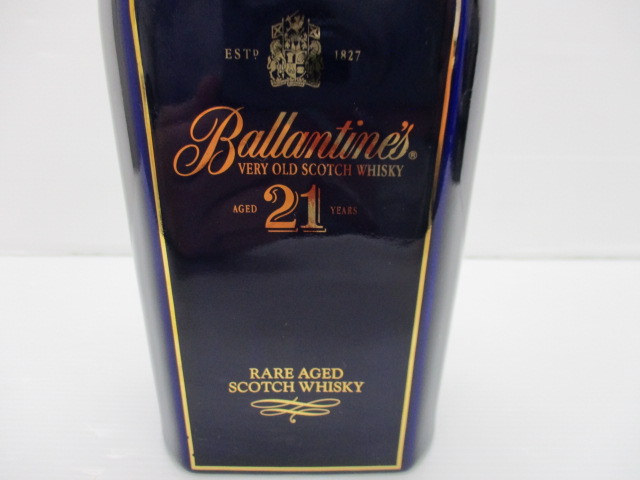 ESTD 1827
Ballantine's®
VERY OLD SCOTCH WHISKY
AGED 21 YEARS
RARE AGED
SCOTCH WHISKY